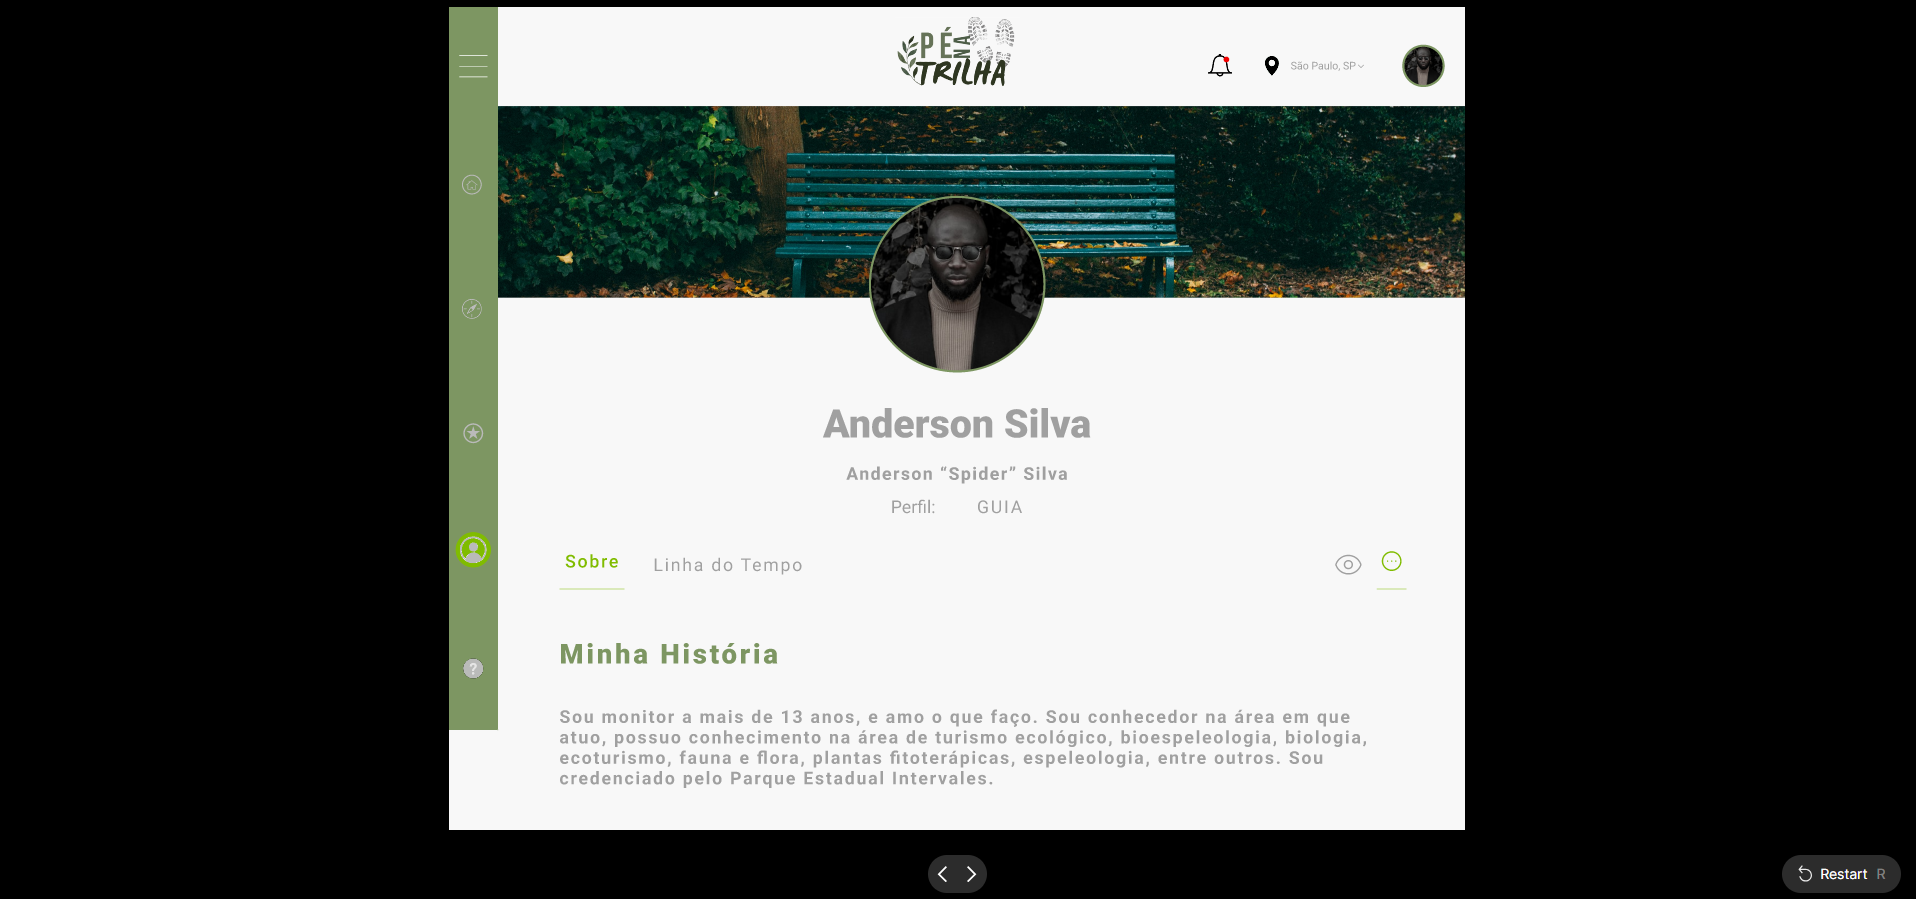 PÉ NA
TRILHA
São Paulo, SP
Anderson Silva
Anderson “Spider” Silva
Perfil: GUIA
Sobre Linha do Tempo
Minha História
Sou monitor a mais de 13 anos, e amo o que faço. Sou conhecedor na área em que
atuo, possuo conhecimento na área de turismo ecológico, bioespeleologia, biologia,
ecoturismo, fauna e flora, plantas fitoterápicas, espeleologia, entre outros. Sou
credenciado pelo Parque Estadual Intervales.
?
Restart R